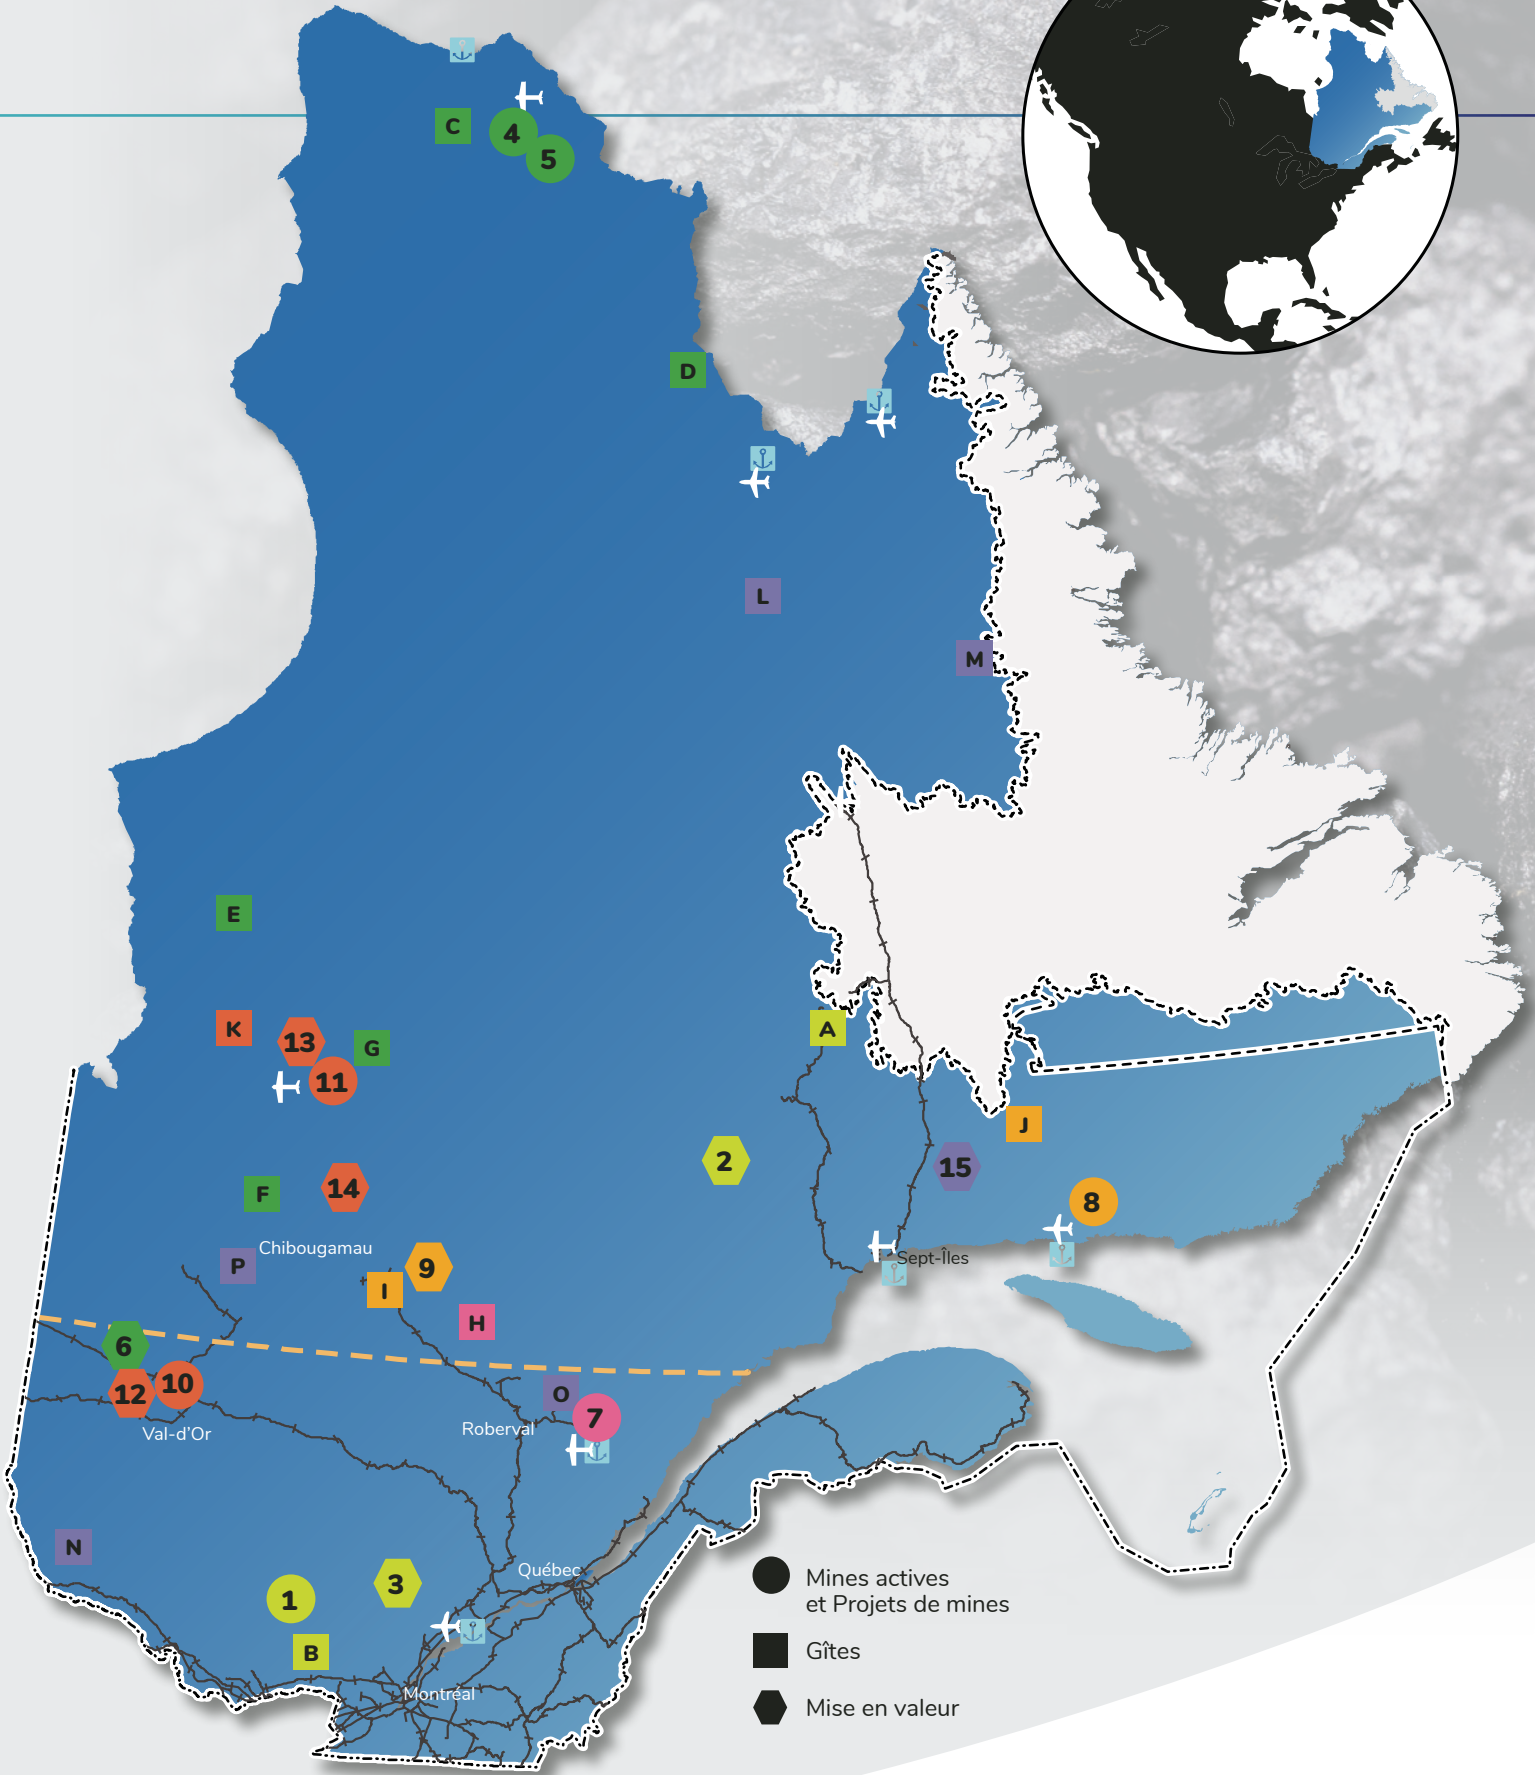 C
4
5
D
L
M
E
K
13
G
A
11
J
2
15
F
14
8
Chibougamau
P
9
Sept-Îles
I
H
6
12
10
O
7
Val-d'Or
Roberval
N
Québec
3
1
B
Montréal
Mines actives
et Projets de mines
Gîtes
Mise en valeur